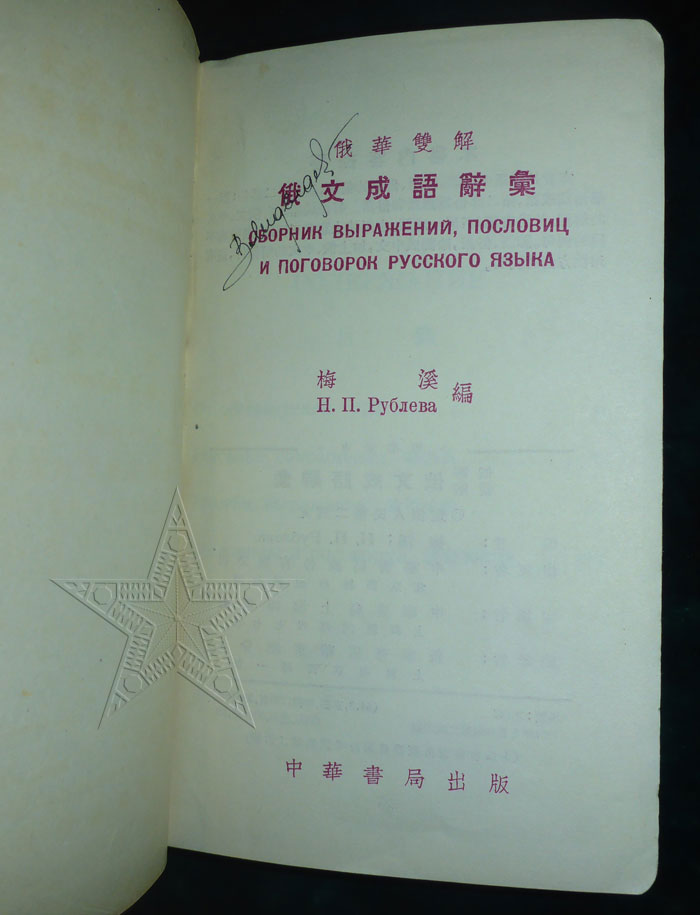 俄華雙解
俄文成語辭彙
СБОРНИК ВЫРАЖЕНИЙ, ПОСЛОВИЦ
И ПОГОВОРОК РУССКОГО ЯЗЫКА
梅溪
Н. П. Рублева
編
中華書局出版